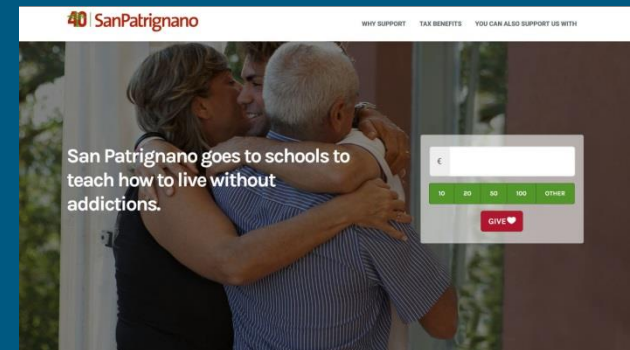 40 SanPatrignano
WHY SUPPORT TAX BENEFITS YOU CAN ALSO SUPPORT US WITH
San Patrignano goes to schools to
teach how to live without
addictions.
€
10 20 50 100 OTHER
GIVE